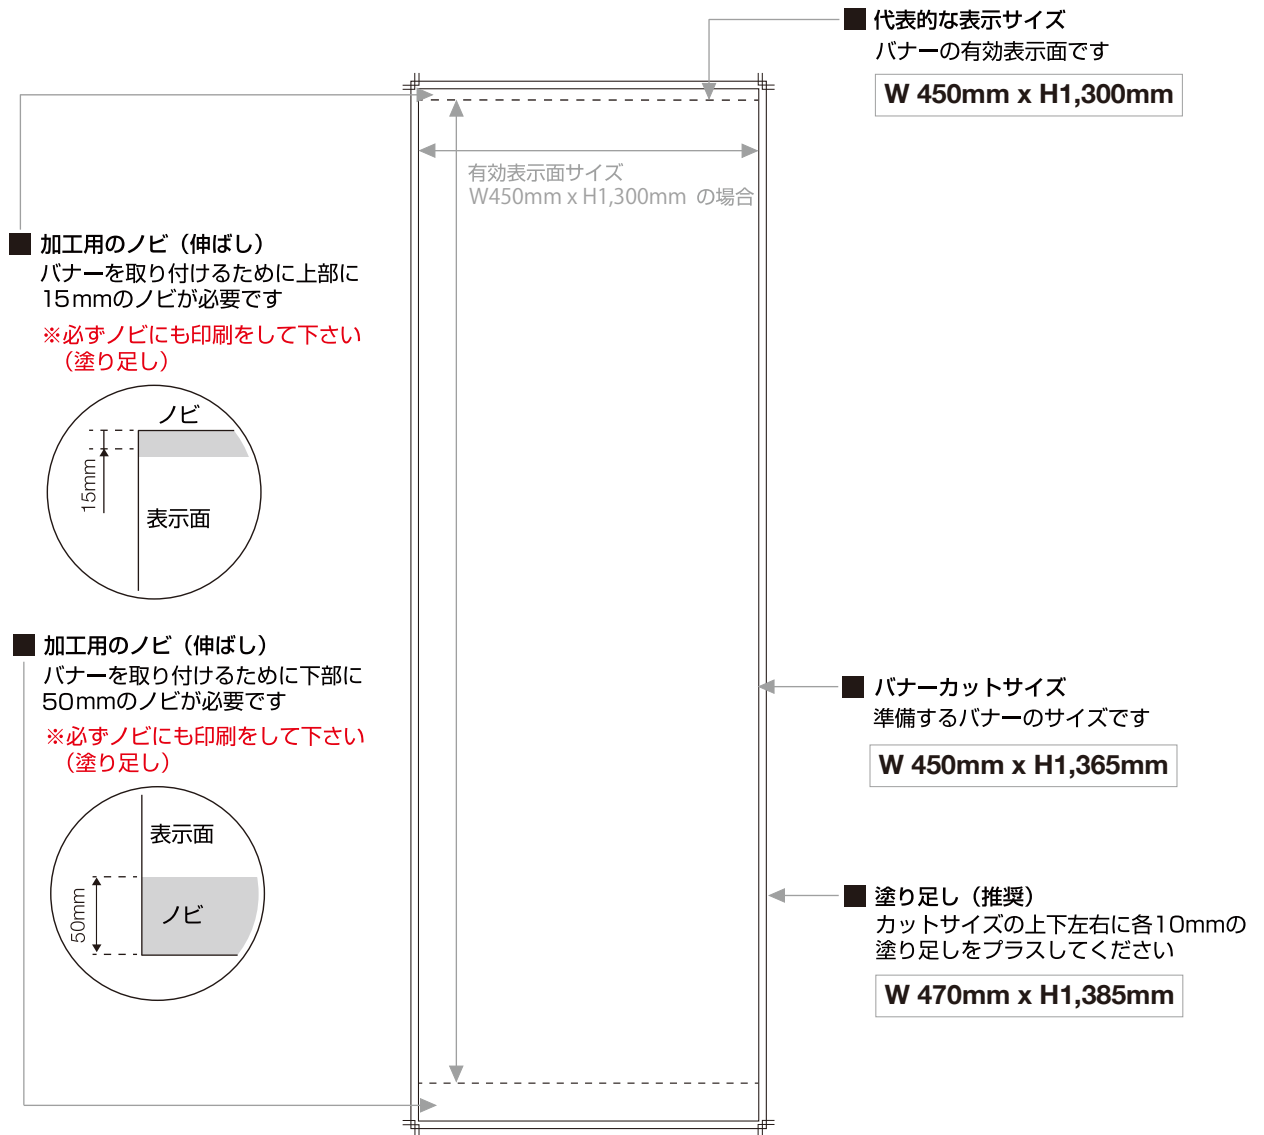 ■ 代表的な表示サイズ
バナーの有効表示面です
W 450mm x H1,300mm
有効表示面サイズ
W450mm x H1,300mm の場合
■ 加工用のノビ（伸ばし）
バナーを取り付けるために上部に
15mmのノビが必要です
※必ずノビにも印刷をして下さい
（塗り足し）
ノビ
15mm
表示面
■ 加工用のノビ（伸ばし）
バナーを取り付けるために下部に
50mmのノビが必要です
※必ずノビにも印刷をして下さい
（塗り足し）
表示面
50mm
ノビ
■ バナーカットサイズ
準備するバナーのサイズです
W 450mm x H1,365mm
■ 塗り足し（推奨）
カットサイズの上下左右に各10mmの
塗り足しをプラスしてください
W 470mm x H1,385mm